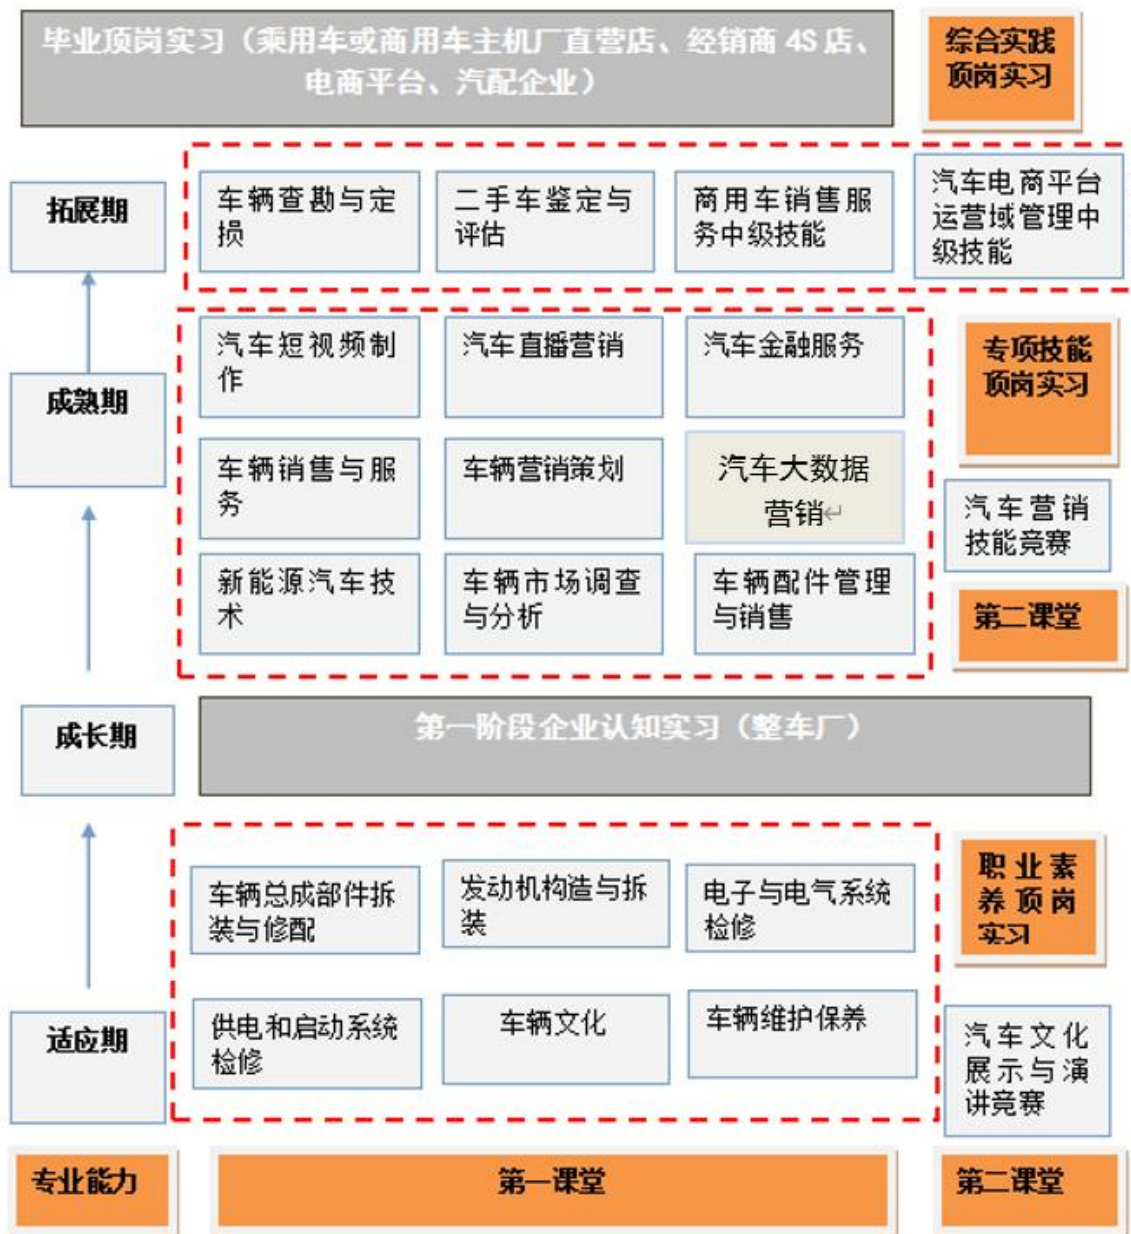 毕业顶岗实习（乘用车或商用车主机厂直营店、经销商 4S 店、
电商平台、汽配企业）
综合实践
顶岗实习
拓展期
车辆查勘与定
损
二手车鉴定与
评估
商用车销售服
务中级技能
汽车电商平台
运营域管理中
级技能
成熟期
汽车短视频制
作
汽车直播营销
汽车金融服务
专项技能
顶岗实习
车辆销售与服
务
车辆营销策划
汽车大数据
营销↵
汽车营销
技能竞赛
新能源汽车技
术
车辆市场调查
与分析
车辆配件管理
与销售
第二课堂
成长期
第一阶段企业认知实习（整车厂）
车辆总成部件拆
装与修配
发动机构造与拆
装
电子与电气系统
检修
职业素
养顶岗
实习
适应期
供电和启动系统
检修
车辆文化
车辆维护保养
汽车文化
展示与演
讲竞赛
专业能力
第一课堂
第二课堂